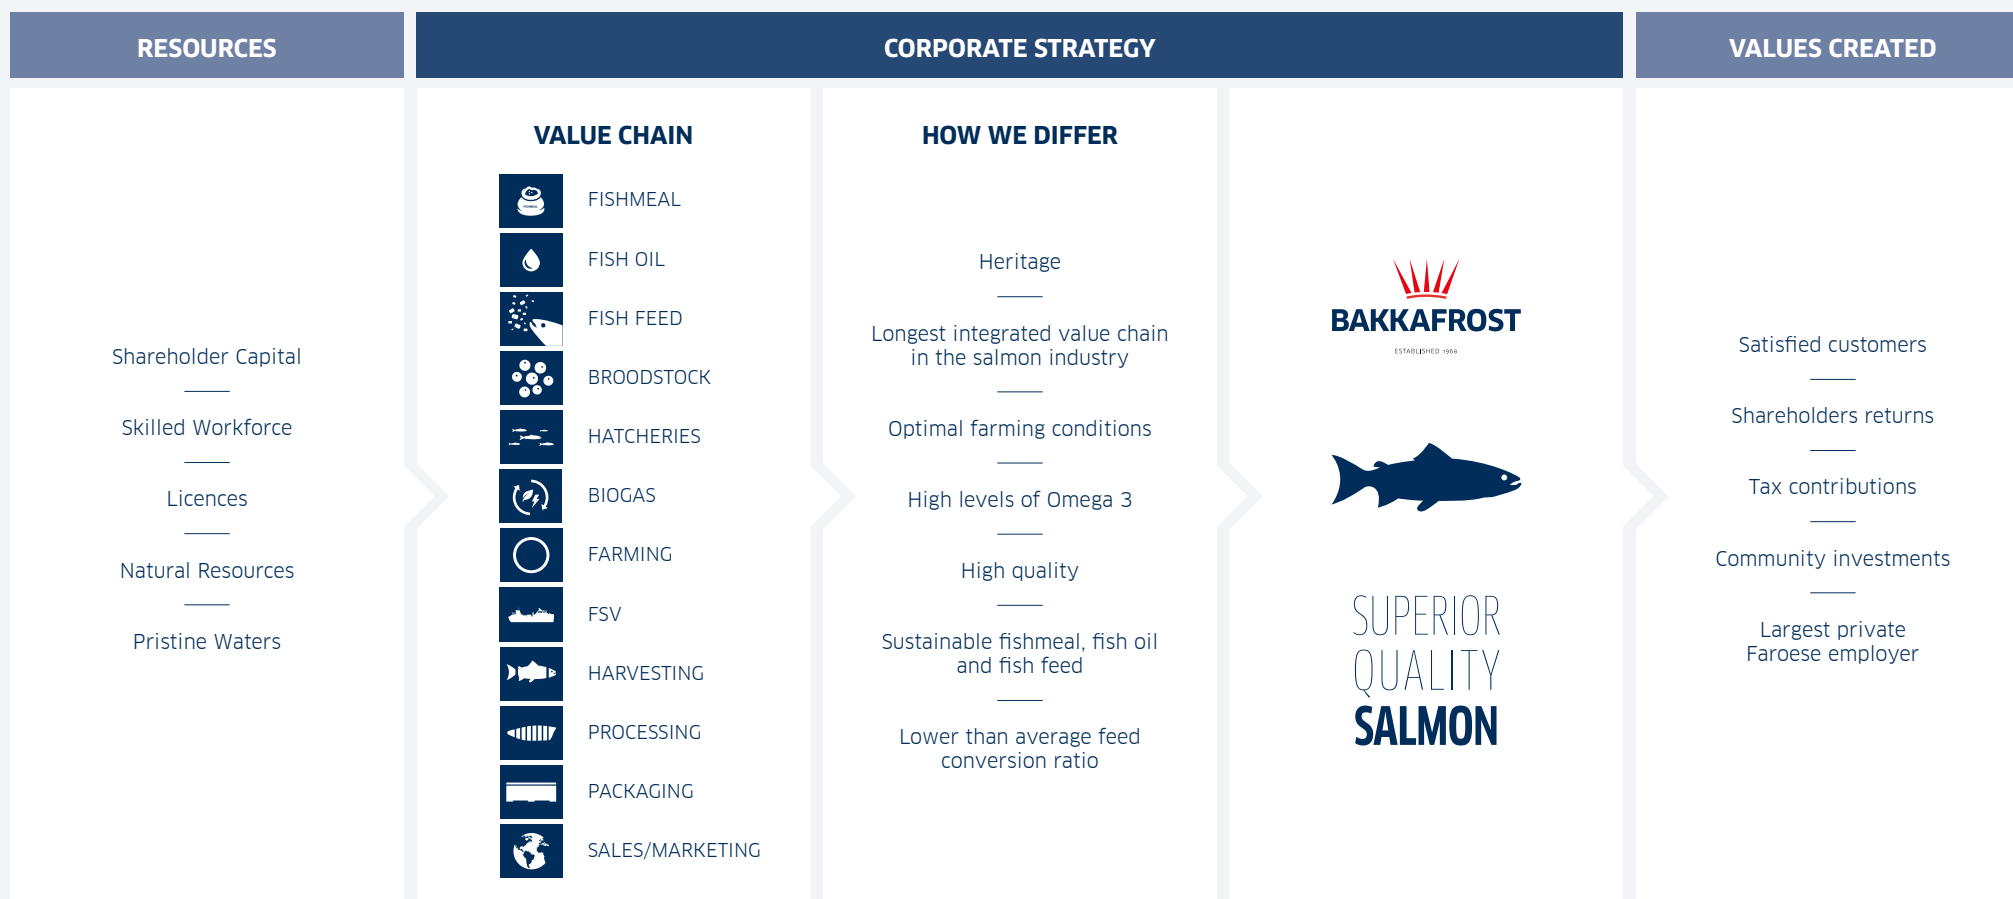 RESOURCES
CORPORATE STRATEGY
VALUES CREATED
Shareholder Capital
Skilled Workforce
Licences
Natural Resources
Pristine Waters
VALUE CHAIN
FISHMEAL
FISH OIL
FISH FEED
BROODSTOCK
HATCHERIES
BIOGAS
FARMING
FSV
HARVESTING
PROCESSING
PACKAGING
SALES/MARKETING
HOW WE DIFFER
Heritage
Longest integrated value chain
in the salmon industry
Optimal farming conditions
High levels of Omega 3
High quality
Sustainable fishmeal, fish oil
and fish feed
Lower than average feed
conversion ratio
BAKKAFROST
ESTABLISHED 1968
SUPERIOR
QUALITY
SALMON
Satisfied customers
Shareholders returns
Tax contributions
Community investments
Largest private
Faroese employer